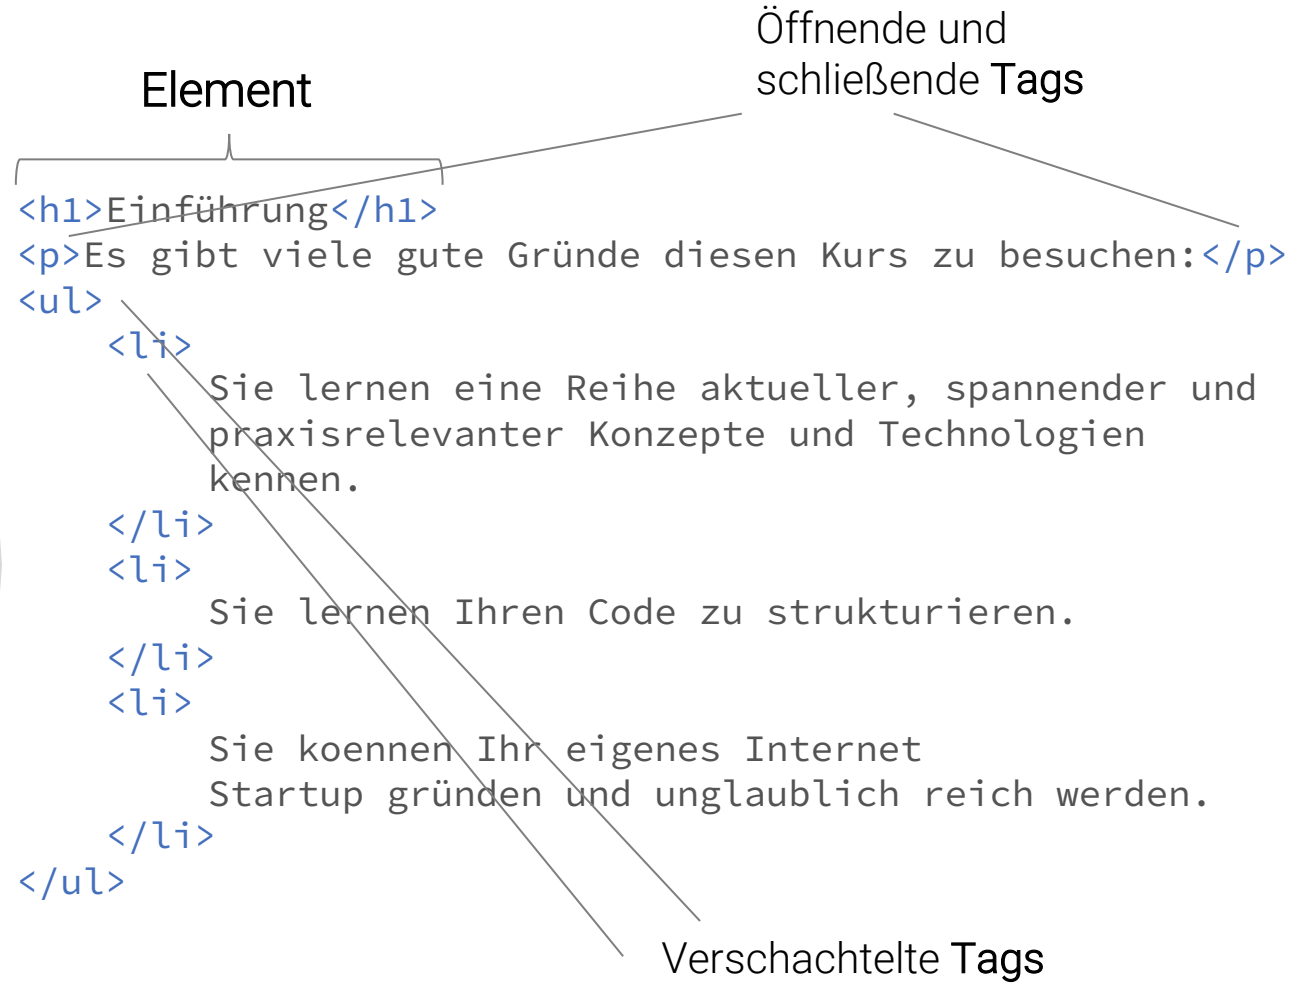 Öffnende und
schließende Tags
Element
<h1>Einführung</h1>
<p>Es gibt viele gute Gründe diesen Kurs zu besuchen:</p>
<ul>
<li>
Sie lernen eine Reihe aktueller, spannender und
praxisrelevanter Konzepte und Technologien
kennen.
</li>
<li>
Sie lernen Ihren Code zu strukturieren.
</li>
<li>
Sie koennen Ihr eigenes Internet
Startup gründen und unglaublich reich werden.
</li>
</ul>
Verschachtelte Tags